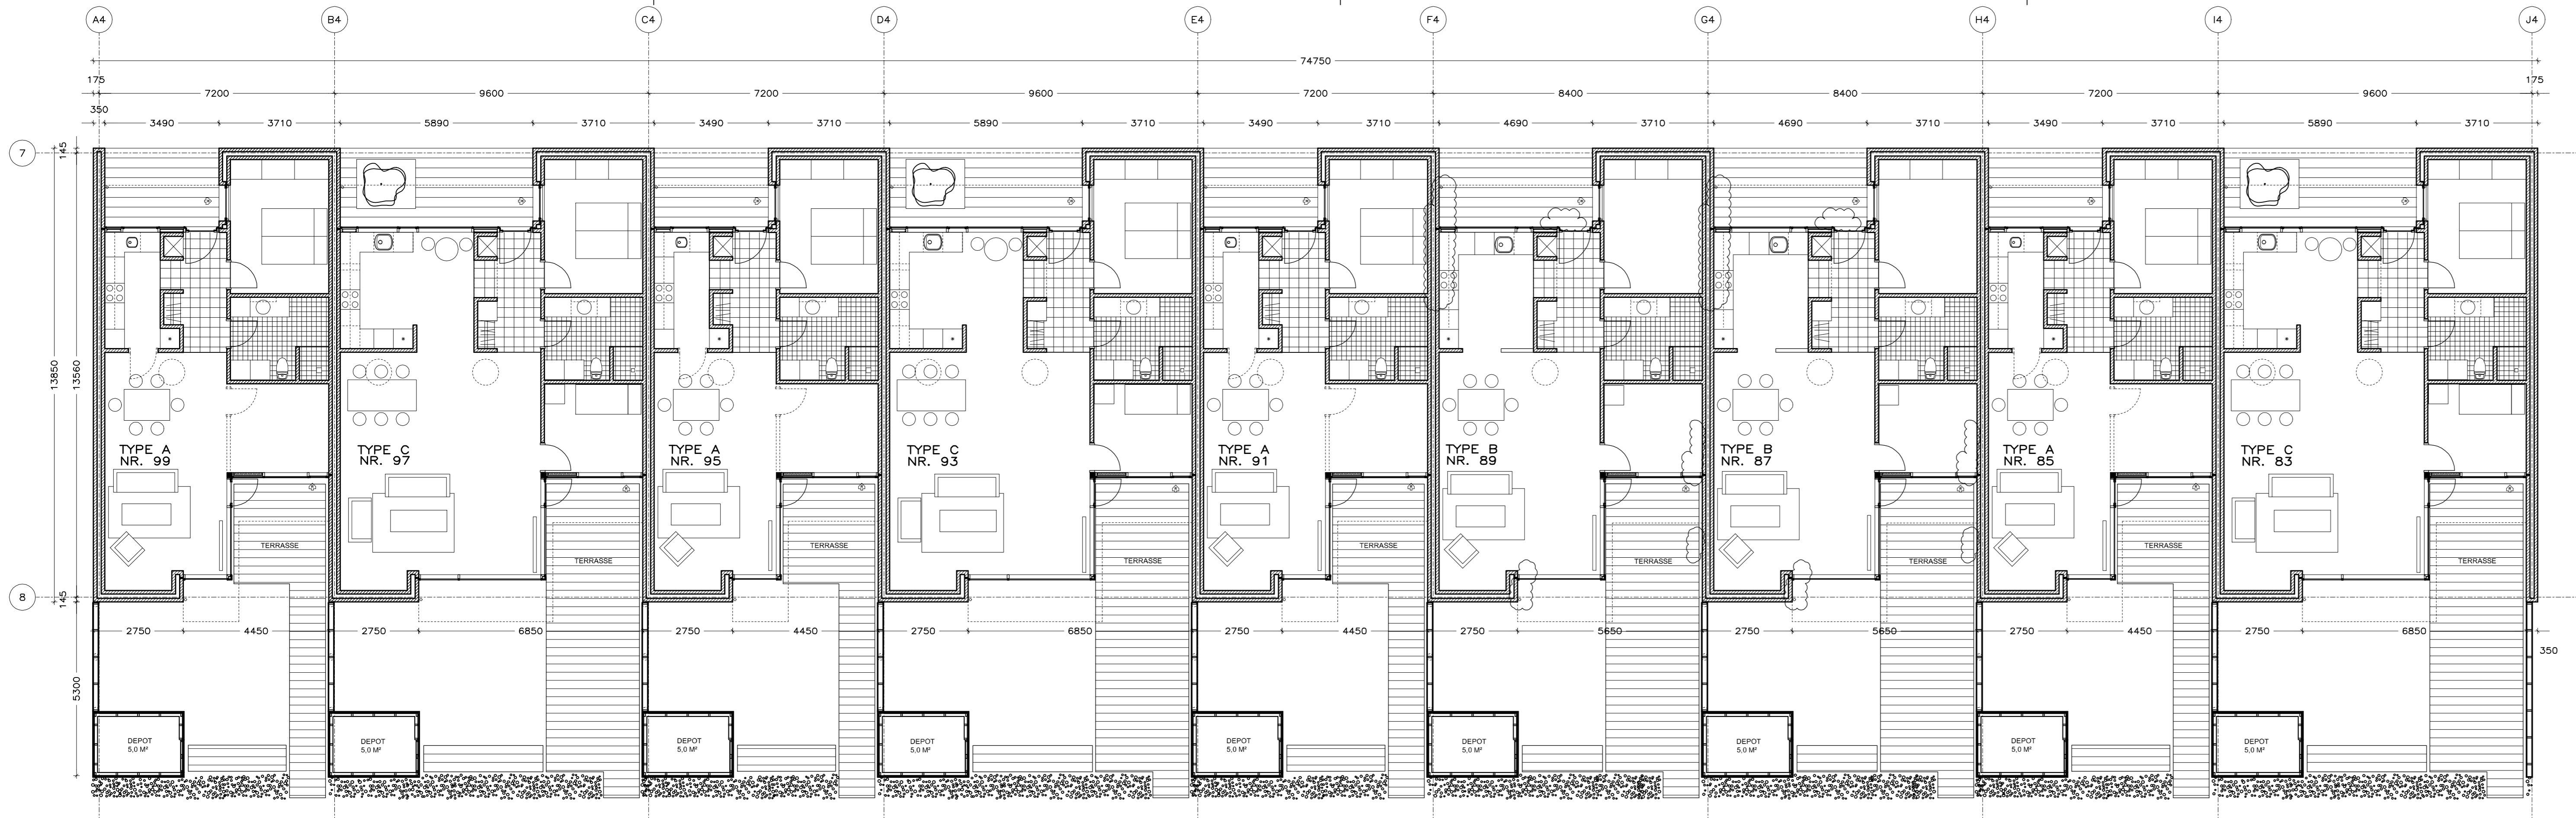 A4 B4 C4 D4 E4 F4 G4 H4 I4 J4
74750
175 175
7200 9600 7200 9600 7200 8400 8400 7200 9600
350
3490 3710 5890 3710 3490 3710 5890 3710 3490 3710 4690 3710 4690 3710 3490 3710 5890 3710
7
145
13850
13560
TYPE A
NR. 99
TYPE C
NR. 97
TYPE A
NR. 95
TYPE C
NR. 93
TYPE A
NR. 91
TYPE B
NR. 89
TYPE B
NR. 87
TYPE A
NR. 85
TYPE C
NR. 83
TERRASSE
TERRASSE
TERRASSE
TERRASSE
TERRASSE
TERRASSE
TERRASSE
TERRASSE
TERRASSE
8
145
2750 4450 2750 6850 2750 4450 2750 6850 2750 4450 2750 5650 2750 5650 2750 4450 2750 6850
350
5300
DEPOT
5,0 M²
DEPOT
5,0 M²
DEPOT
5,0 M²
DEPOT
5,0 M²
DEPOT
5,0 M²
DEPOT
5,0 M²
DEPOT
5,0 M²
DEPOT
5,0 M²
DEPOT
5,0 M²